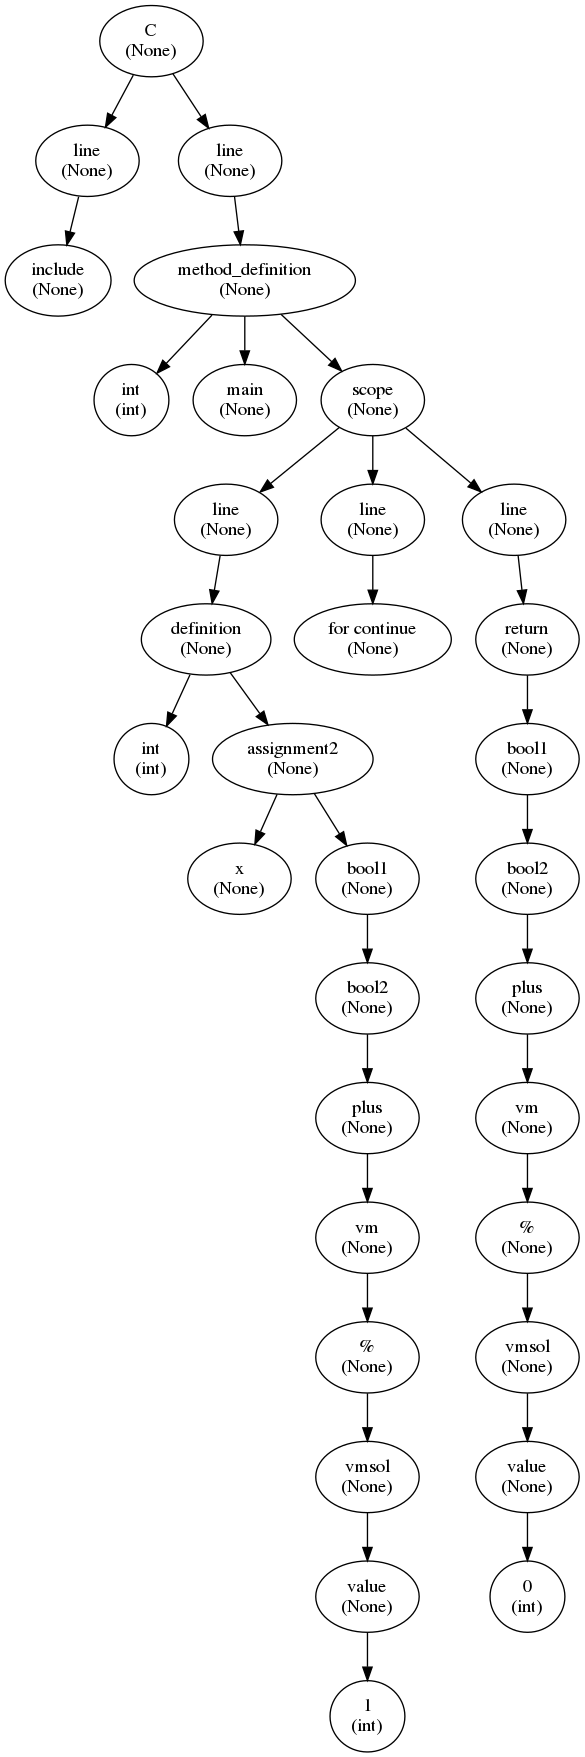 C
(None)
line
(None)
line
(None)
include
(None)
method_definition
(None)
int
(int)
main
(None)
scope
(None)
line
(None)
line
(None)
line
(None)
definition
(None)
for continue
(None)
return
(None)
int
(int)
assignment2
(None)
bool1
(None)
x
(None)
bool1
(None)
bool2
(None)
bool2
(None)
plus
(None)
plus
(None)
vm
(None)
vm
(None)
%
(None)
%
(None)
vmsol
(None)
vmsol
(None)
value
(None)
value
(None)
0
(int)
1
(int)